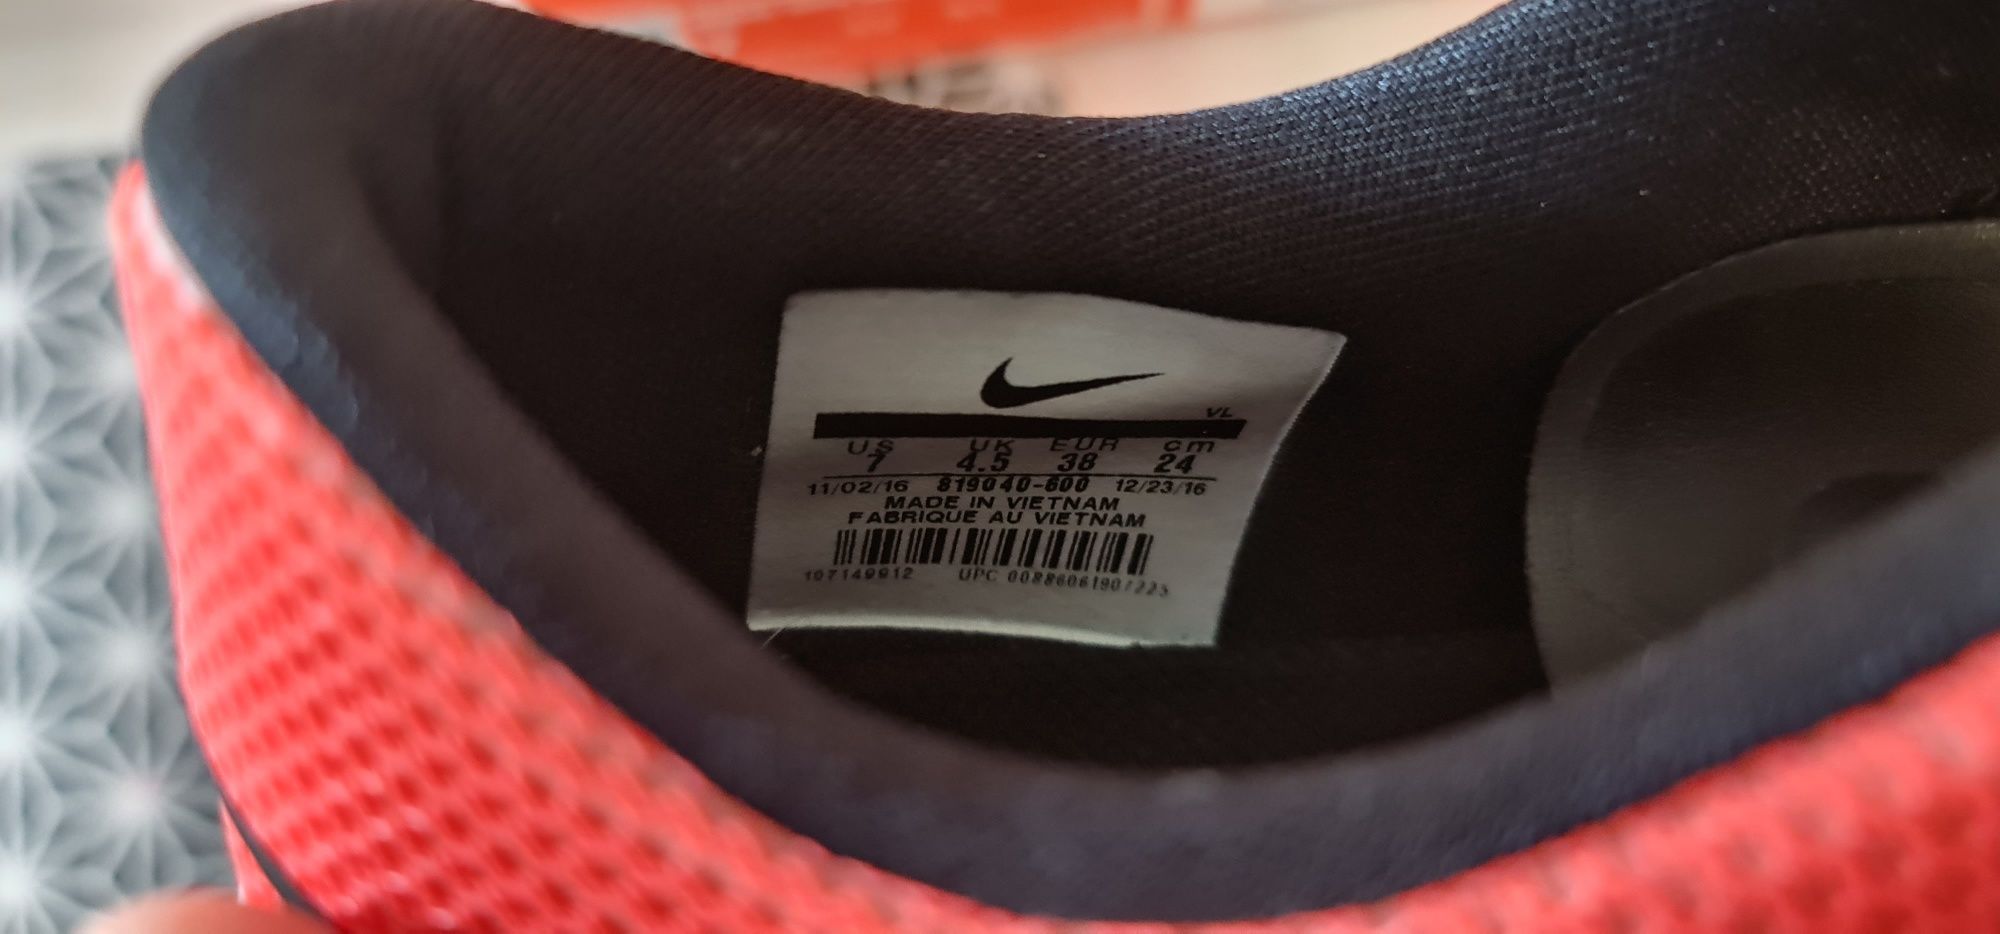 VL
US UK EUR cm
7 4.5 38 24
11/02/16 819040-600 12/23/16
MADE IN VIETNAM
FABRIQUE AU VIETNAM
107149912 UPC 00886061907223